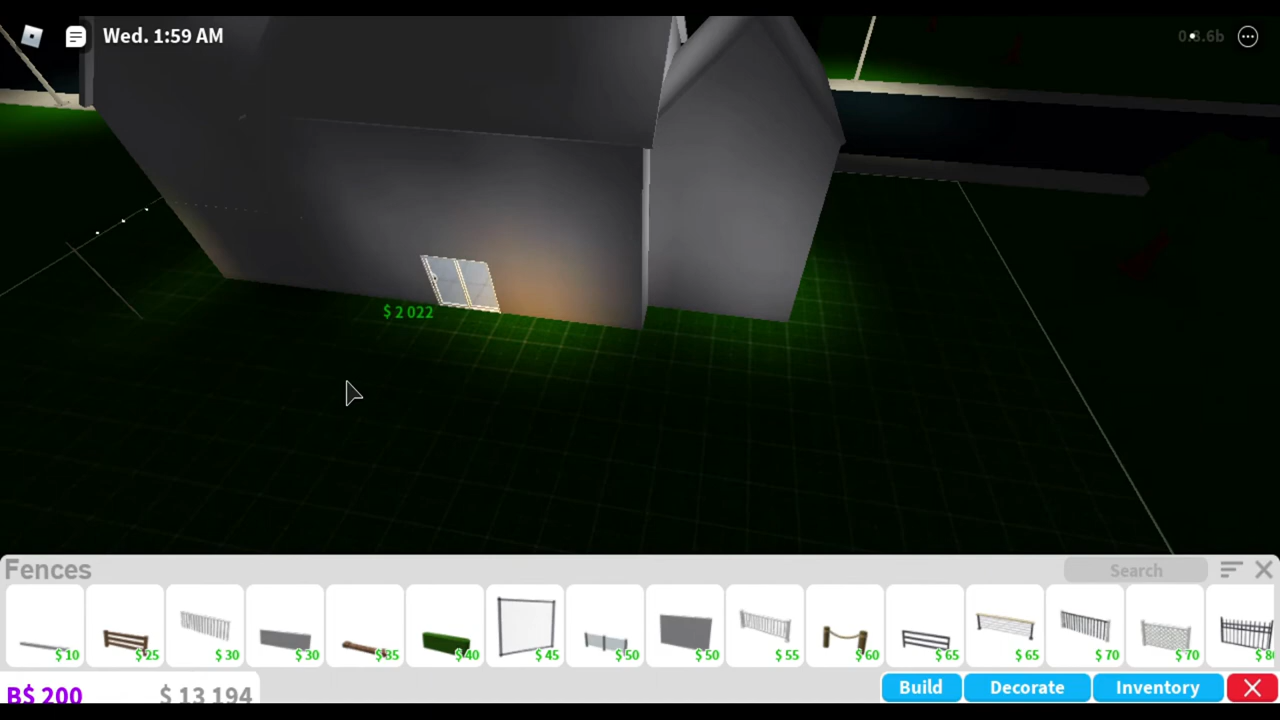 Wed. 1:59 AM
$ 2 022
Fences
Search
$ 10
$ 25
$ 30
$ 30
$ 35
$ 40
$ 45
$ 50
$ 50
$ 55
$ 60
$ 65
$ 65
$ 70
$ 70
B$ 200
$ 13 194
Build
Decorate
Inventory